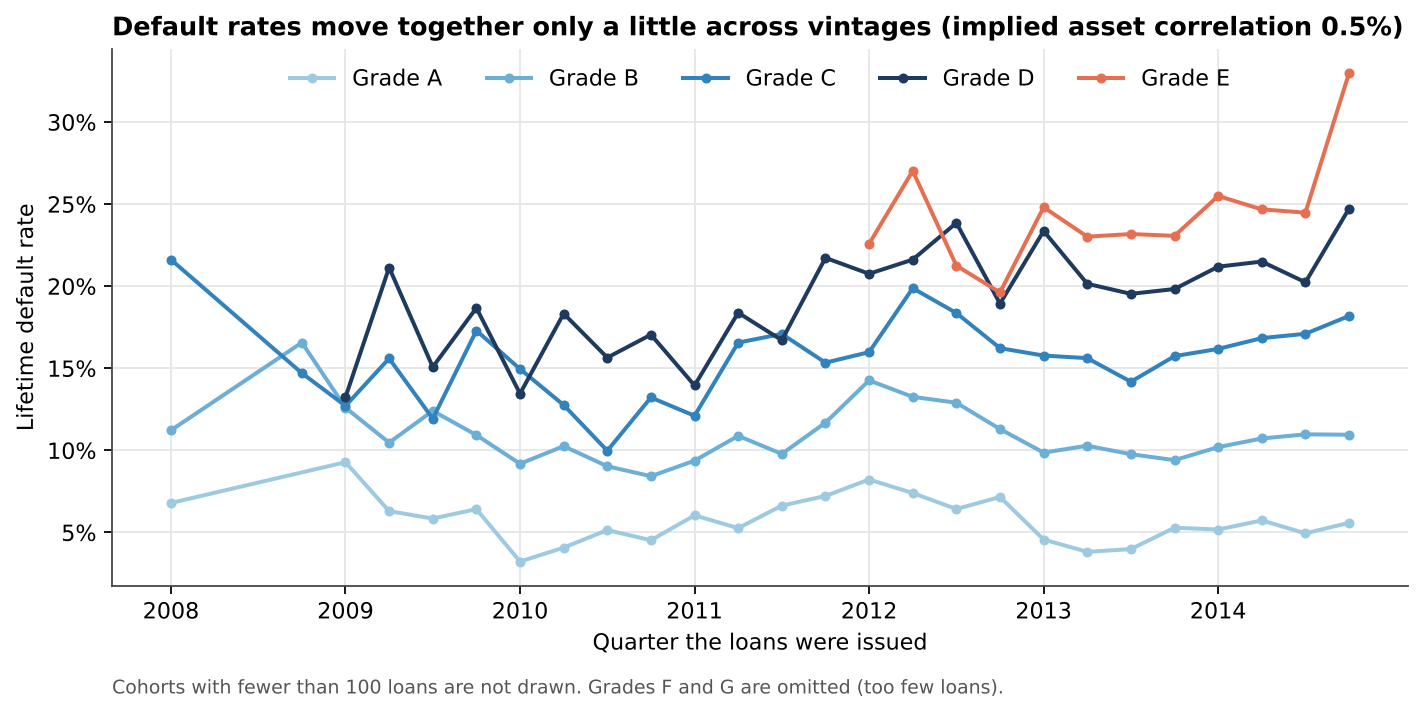 Default rates move together only a little across vintages (implied asset correlation 0.5%)
Grade A Grade B Grade C Grade D Grade E
30%
25%
20%
15%
10%
5%
Lifetime default rate
2008 2009 2010 2011 2012 2013 2014
Quarter the loans were issued
Cohorts with fewer than 100 loans are not drawn. Grades F and G are omitted (too few loans).